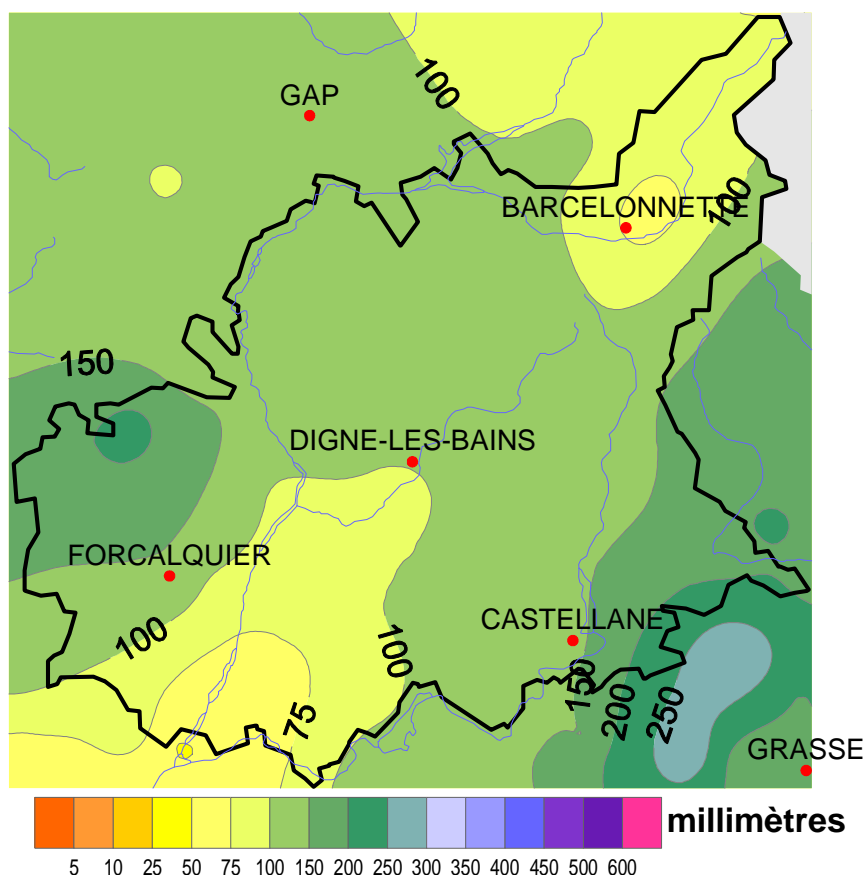 100
GAP
BARCELONNETTE
100
150
DIGNE-LES-BAINS
FORCALQUIER
100
100
CASTELLANE
150
200
250
75
GRASSE
millimètres
5 10 25 50 75 100 150 200 250 300 350 400 450 500 600